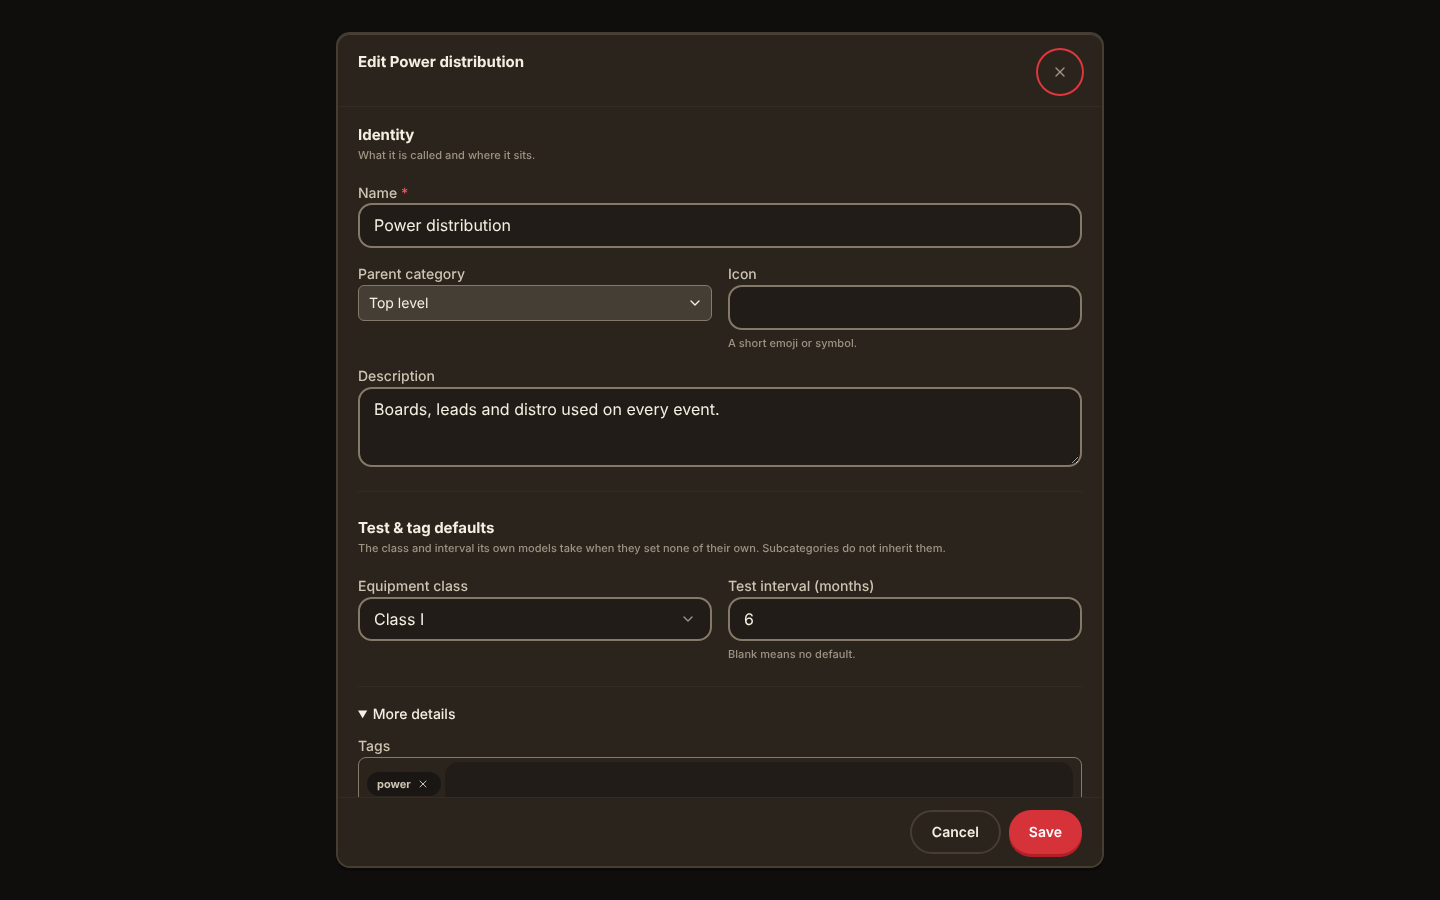 Edit Power distribution
Identity
What it is called and where it sits.
Name *
Power distribution
Parent category
Icon
Top level
A short emoji or symbol.
Description
Boards, leads and distro used on every event.
Test & tag defaults
The class and interval its own models take when they set none of their own. Subcategories do not inherit them.
Equipment class
Test interval (months)
Class I
6
Blank means no default.
▼ More details
Tags
power ×
Cancel
Save